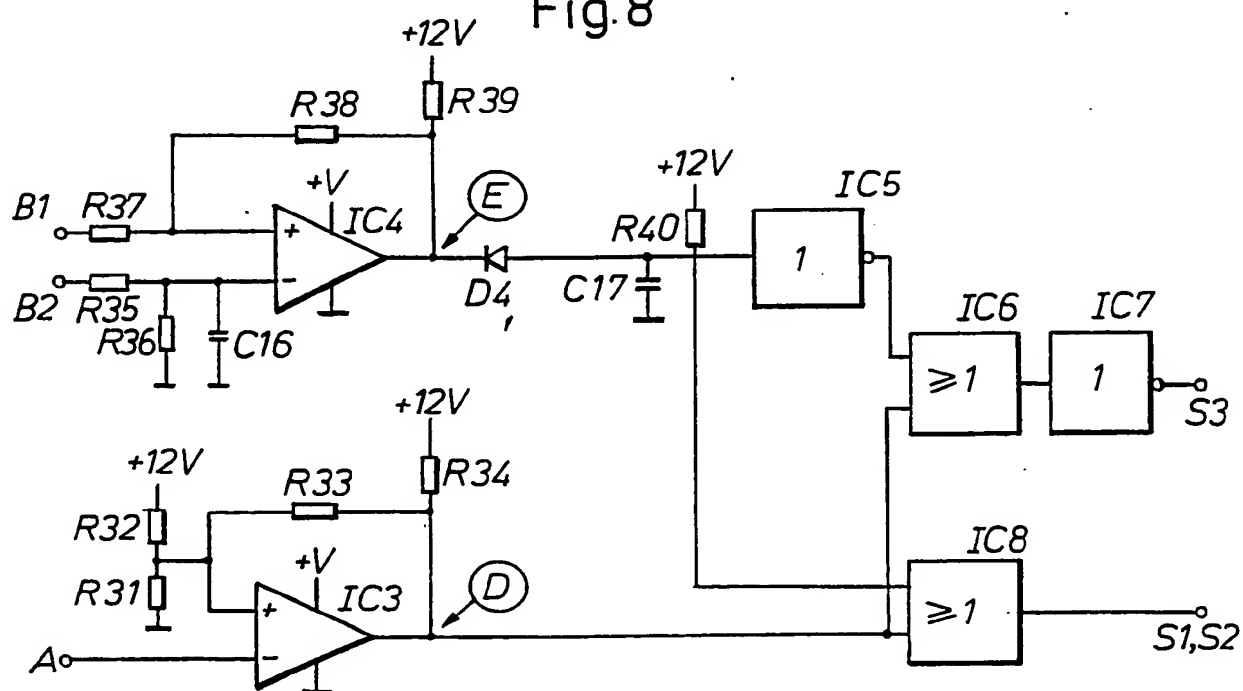 Fig. 8
+12V
R39
R38
+V
E
+12V
IC5
B1 R37
+
IC4
R40
1
B2 R35
-
D4
C17
R36
C16
IC6
IC7
≥1
1
S3
+12V
+12V
R34
R33
R32
IC8
+V
D
R31
IC3
+
≥1
A
-
S1,S2